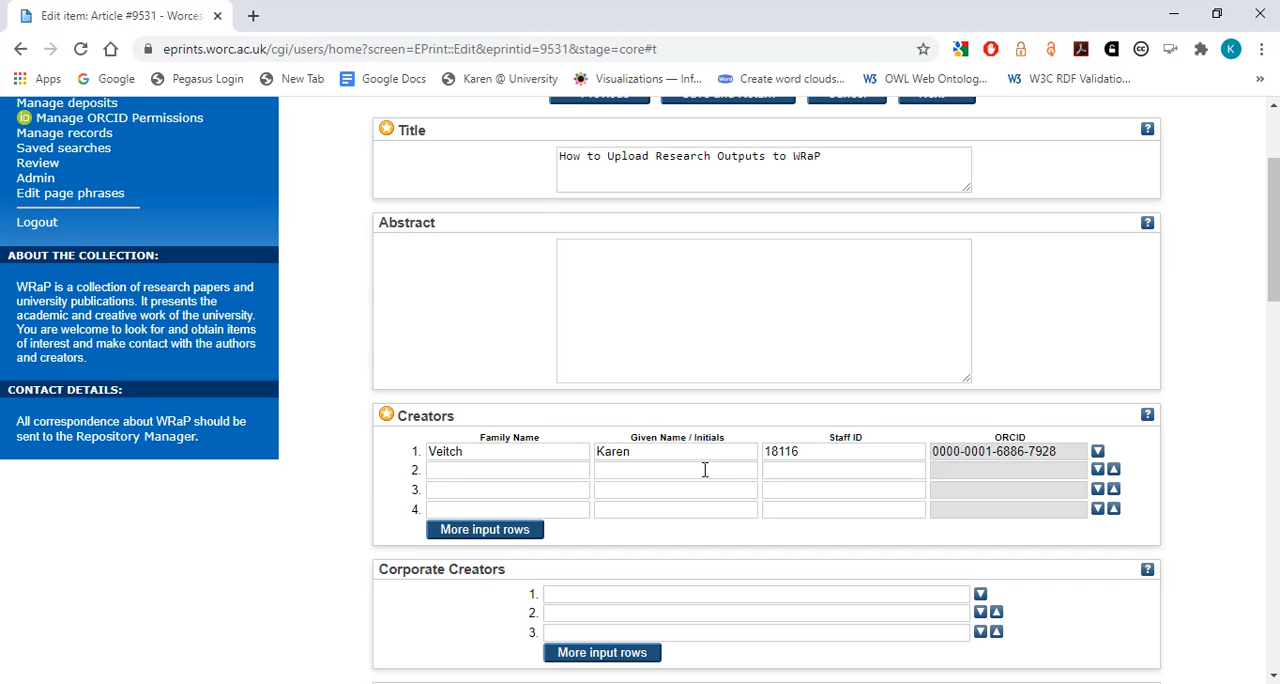 Edit item: Article #9531 - Worces
eprints.worc.ac.uk/cgi/users/home?screen=EPrint::Edit&eprintid=9531&stage=core#t
K
Apps
Google
Pegasus Login
New Tab
Google Docs
Karen @ University
Visualizations — Inf...
Word
Create word clouds...
W3
OWL Web Ontolog...
W3
W3C RDF Validatio...
»
Manage deposits
iD Manage ORCID Permissions
Manage records
Saved searches
Review
Admin
Edit page phrases
Logout
ABOUT THE COLLECTION:
WRaP is a collection of research papers and
university publications. It presents the
academic and creative work of the university.
You are welcome to look for and obtain items
of interest and make contact with the authors
and creators.
CONTACT DETAILS:
All correspondence about WRaP should be
sent to the Repository Manager.
Title
?
How to Upload Research Outputs to WRaP
Abstract
?
Creators
?
Family Name Given Name / Initials Staff ID ORCID
1. Veitch Karen 18116 0000-0001-6886-7928
2.
3.
4.
More input rows
Corporate Creators
?
1.
2.
3.
More input rows